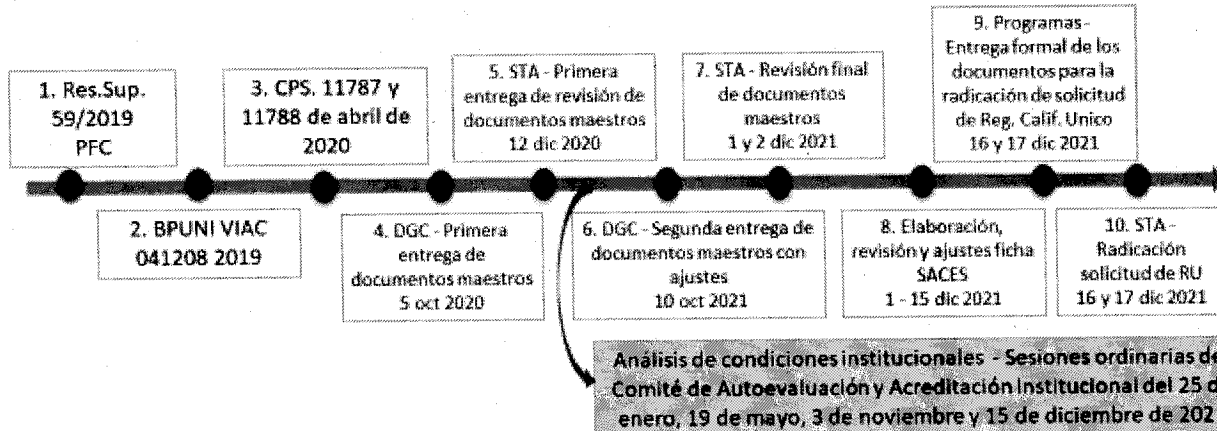 1. Res.Sup.
59/2019
PFC
2. BPUNI VIAC
041208 2019
3. CPS. 11787 y
11788 de abril de
2020
4. DGC - Primera
entrega de
documentos maestros
5 oct 2020
5. STA - Primera
entrega de revisión de
documentos maestros
12 dic 2020
6. DGC - Segunda entrega de
documentos maestros con
ajustes
10 oct 2021
7. STA - Revisión final
de documentos
maestros
1 y 2 dic 2021
8. Elaboración,
revisión y ajustes ficha
SACES
1 - 15 dic 2021
9. Programas -
Entrega formal de los
documentos para la
radicación de solicitud
de Reg. Calif. Unico
16 y 17 dic 2021
10. STA -
Radicación
solicitud de RU
16 y 17 dic 2021
Análisis de condiciones institucionales - Sesiones ordinarias de
Comité de Autoevaluación y Acreditación Institucional del 25 d
enero, 19 de mayo, 3 de noviembre y 15 de diciembre de 202